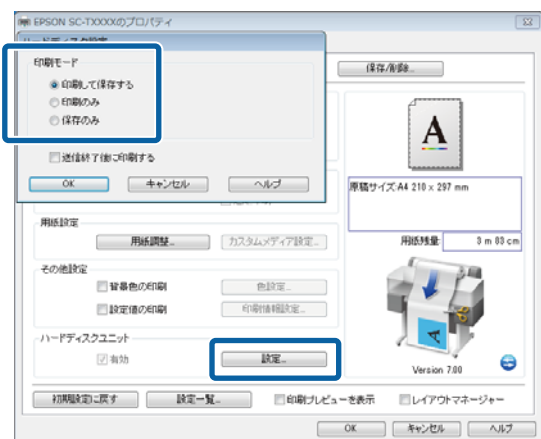 EPSON SC-TXXXXのプロパティ
ハードディスク設定
印刷モード
印刷して保存する
印刷のみ
保存のみ
送信終了後に印刷する
OK キャンセル ヘルプ
保存/削除...
A
原稿サイズ:A4 210 x 297 mm
用紙設定
用紙調整... カスタムメディア設定...
用紙残量: 3 m 83 cm
その他設定
背景色の印刷 色設定...
設定値の印刷 印刷情報設定...
ハードディスクユニット
有効 設定...
Version 7.00
初期設定に戻す 設定一覧... 印刷プレビューを表示 レイアウトマネージャー
OK キャンセル ヘルプ